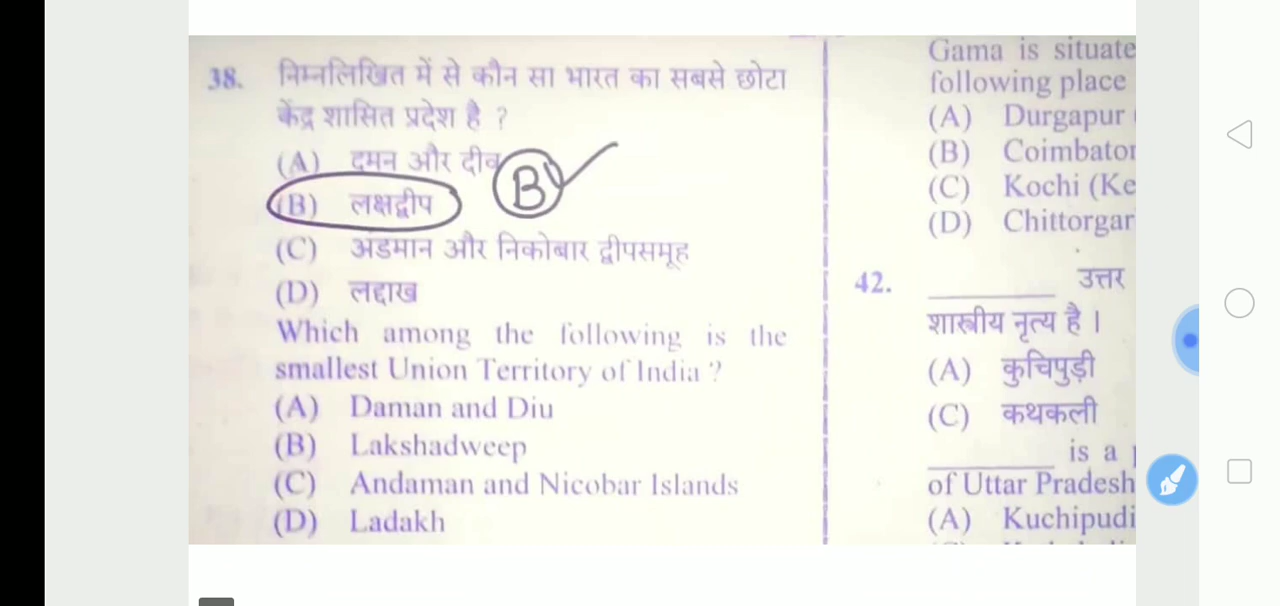 38. निम्नलिखित में से कौन सा भारत का सबसे छोटा
केंद्र शासित प्रदेश है ?
(A) दमन और दीव
(B) लक्षद्वीप
B
(C) अंडमान और निकोबार द्वीपसमूह
(D) लद्दाख
Which among the following is the
smallest Union Territory of India ?
(A) Daman and Diu
(B) Lakshadweep
(C) Andaman and Nicobar Islands
(D) Ladakh
Gama is situate
following place
(A) Durgapur
(B) Coimbator
(C) Kochi (Ke
(D) Chittorgar
42. ________ उत्तर
शास्त्रीय नृत्य है ।
(A) कुचिपुड़ी
(C) कथकली
________ is a
of Uttar Pradesh
(A) Kuchipudi